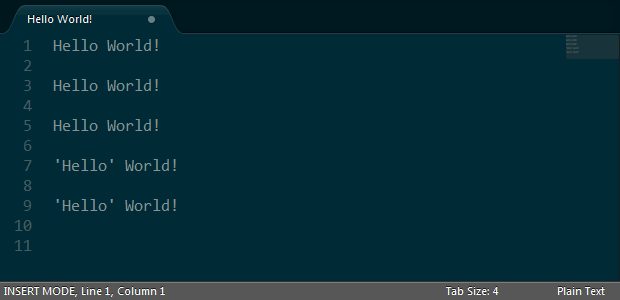 Hello World!
1 Hello World!
2
3 Hello World!
4
5 Hello World!
6
7 'Hello' World!
8
9 'Hello' World!
10
11
INSERT MODE, Line 1, Column 1 Tab Size: 4 Plain Text